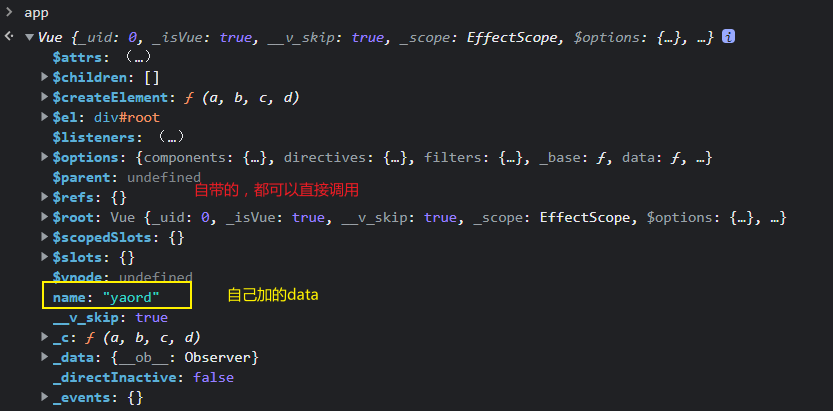 > app
Vue {_uid: 0, _isVue: true, __v_skip: true, _scope: EffectScope, $options: {…}, …} i
$attrs: (…)
$children: []
$createElement: ƒ (a, b, c, d)
$el: div#root
$listeners: (…)
$options: {components: {…}, directives: {…}, filters: {…}, _base: ƒ, data: ƒ, …}
$parent: undefined
自带的，都可以直接调用
$refs: {}
$root: Vue {_uid: 0, _isVue: true, __v_skip: true, _scope: EffectScope, $options: {…}, …}
$scopedSlots: {}
$slots: {}
$vnode: undefined
name: "yaord"
自己加的data
__v_skip: true
_c: ƒ (a, b, c, d)
_data: {__ob__: Observer}
_directInactive: false
_events: {}